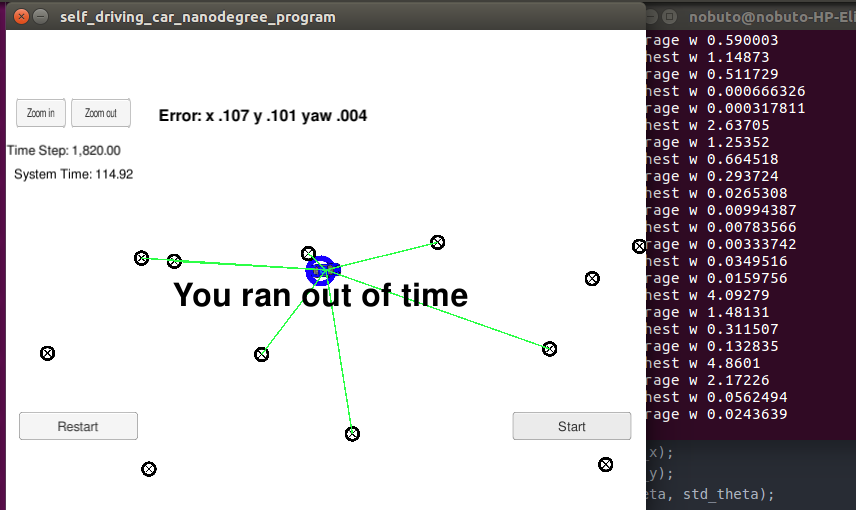 self_driving_car_nanodegree_program
Zoom in
Zoom out
Error: x .107 y .101 yaw .004
Time Step: 1,820.00
System Time: 114.92
You ran out of time
Restart
Start
nobuto@nobuto-HP-Eli
rage w 0.590003
hest w 1.14873
rage w 0.511729
hest w 0.000666326
rage w 0.000317811
hest w 2.63705
rage w 1.25352
hest w 0.664518
rage w 0.293724
hest w 0.0265308
rage w 0.00994387
hest w 0.00783566
rage w 0.00333742
hest w 0.0349516
rage w 0.0159756
hest w 4.09279
rage w 1.48131
hest w 0.311507
rage w 0.132835
hest w 4.8601
rage w 2.17226
hest w 0.0562494
rage w 0.0243639
_x);
_y);
eta, std_theta);